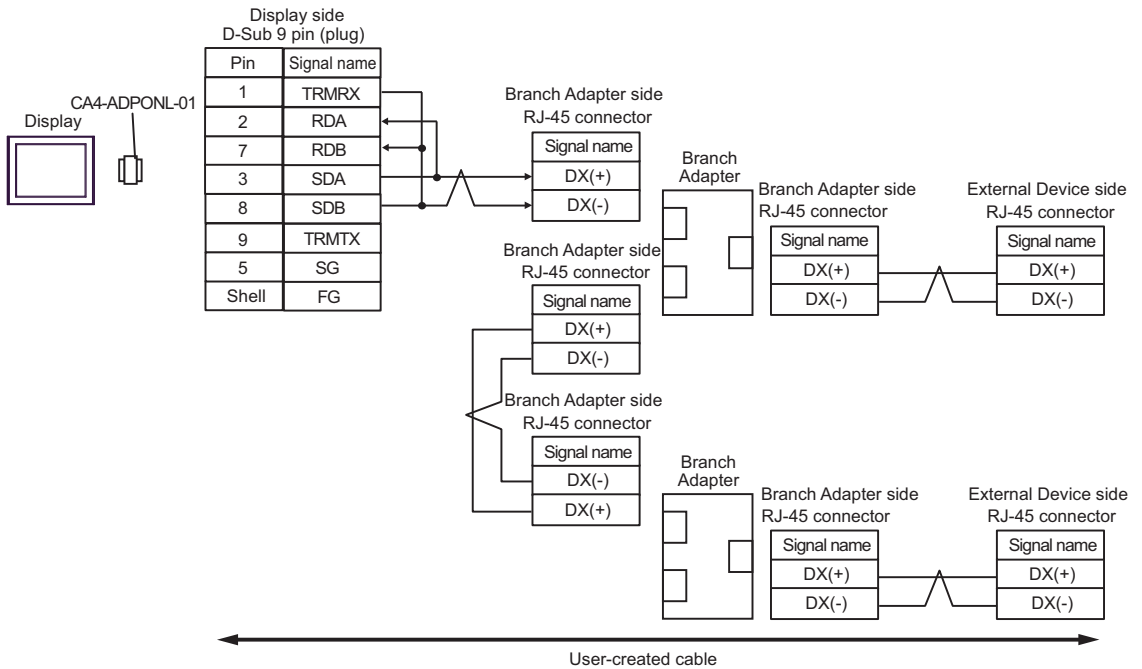 Display side
D-Sub 9 pin (plug)
Pin Signal name
1 TRMRX
2 RDA
7 RDB
3 SDA
8 SDB
9 TRMTX
5 SG
Shell FG
CA4-ADPONL-01
Display
Branch Adapter side
RJ-45 connector
Signal name
DX(+)
DX(-)
Branch
Adapter
Branch Adapter side
RJ-45 connector
Signal name
DX(+)
DX(-)
External Device side
RJ-45 connector
Signal name
DX(+)
DX(-)
Branch Adapter side
RJ-45 connector
Signal name
DX(+)
DX(-)
Branch Adapter side
RJ-45 connector
Signal name
DX(-)
DX(+)
Branch
Adapter
Branch Adapter side
RJ-45 connector
Signal name
DX(+)
DX(-)
External Device side
RJ-45 connector
Signal name
DX(+)
DX(-)
User-created cable